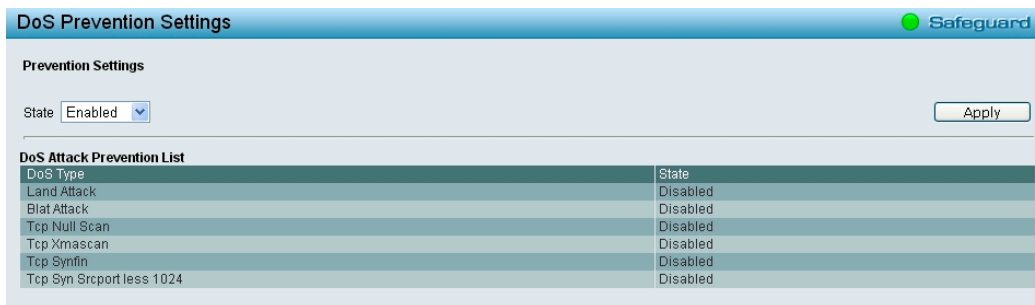 DoS Prevention Settings Safeguard
Prevention Settings
State Enabled Apply
DoS Attack Prevention List
DoS Type State
Land Attack Disabled
Blat Attack Disabled
Tcp Null Scan Disabled
Tcp Xmascan Disabled
Tcp Synfin Disabled
Tcp Syn Srcport less 1024 Disabled